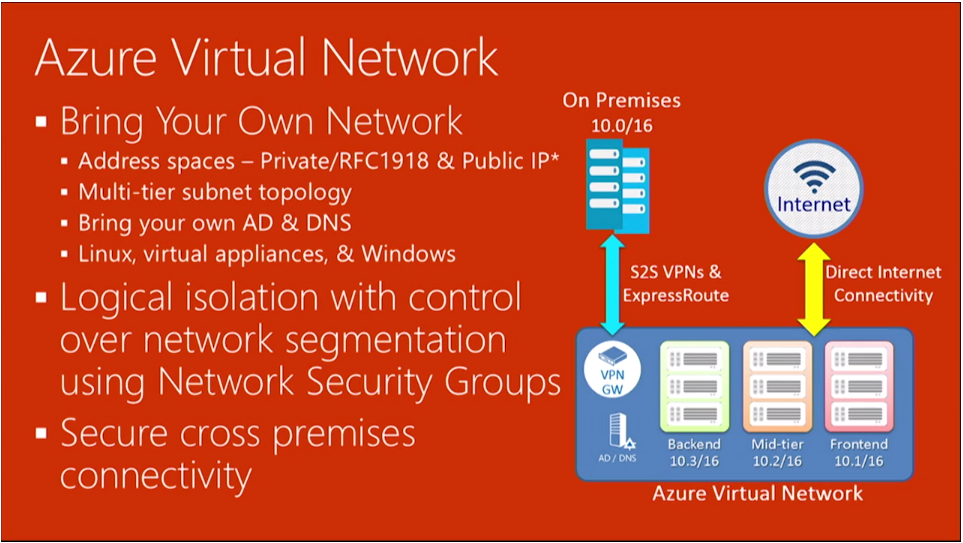 Azure Virtual Network
▪ Bring Your Own Network
▪ Address spaces – Private/RFC1918 & Public IP*
▪ Multi-tier subnet topology
▪ Bring your own AD & DNS
▪ Linux, virtual appliances, & Windows
▪ Logical isolation with control
over network segmentation
using Network Security Groups
▪ Secure cross premises
connectivity
On Premises
10.0/16
Internet
S2S VPNs &
ExpressRoute
Direct Internet
Connectivity
VPN
GW
AD / DNS
Backend
10.3/16
Mid-tier
10.2/16
Frontend
10.1/16
Azure Virtual Network